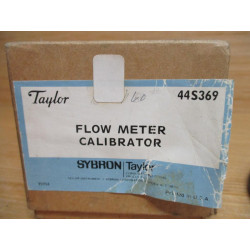 Taylor
44S369
FLOW METER
CALIBRATOR
SYBRON Taylor
U.S.A.